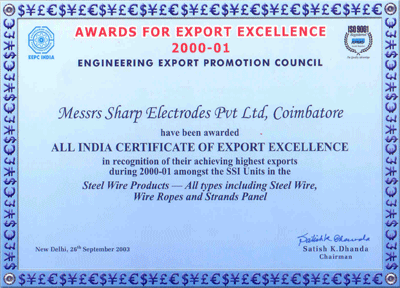 AWARDS FOR EXPORT EXCELLENCE
2000-01
ENGINEERING EXPORT PROMOTION COUNCIL
EEPC INDIA
ISO 9001
Messrs Sharp Electrodes Pvt Ltd, Coimbatore
have been awarded
ALL INDIA CERTIFICATE OF EXPORT EXCELLENCE
in recognition of their achieving highest exports
during 2000-01 amongst the SSI Units in the
Steel Wire Products — All types including Steel Wire,
Wire Ropes and Strands Panel
New Delhi, 26th September 2003
Satish K.Dhanda
Chairman